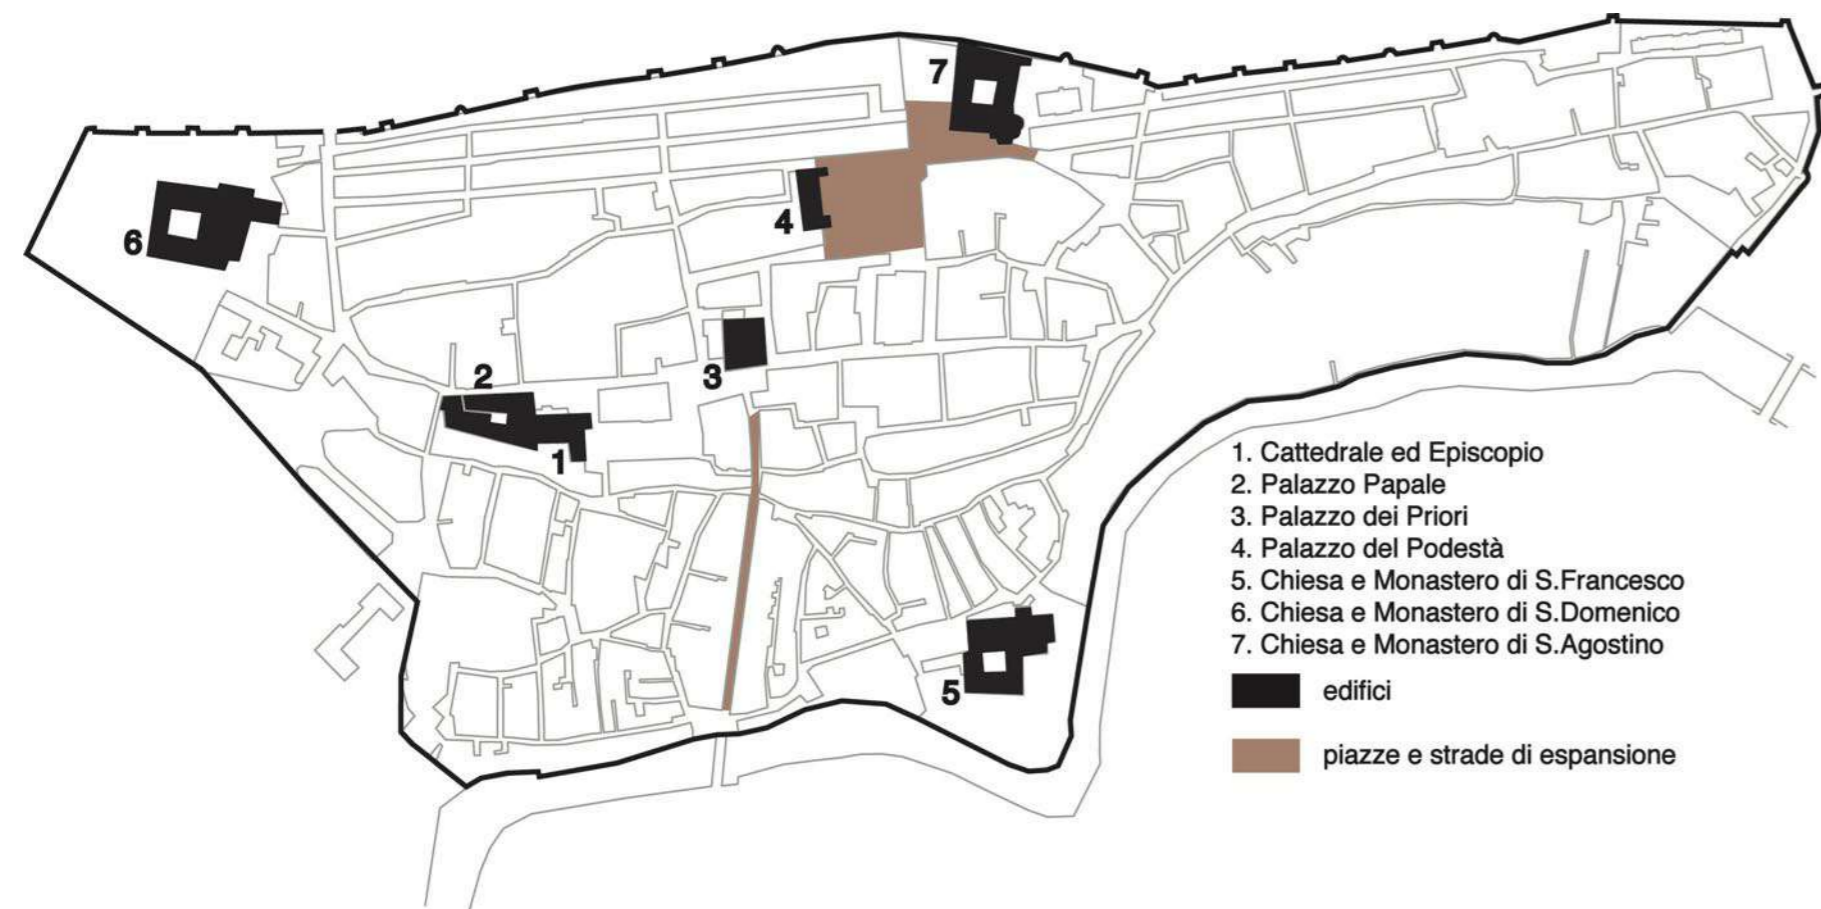 7
6
4
3
2
1
5
1. Cattedrale ed Episcopio
2. Palazzo Papale
3. Palazzo dei Priori
4. Palazzo del Podestà
5. Chiesa e Monastero di S.Francesco
6. Chiesa e Monastero di S.Domenico
7. Chiesa e Monastero di S.Agostino
edifici
piazze e strade di espansione